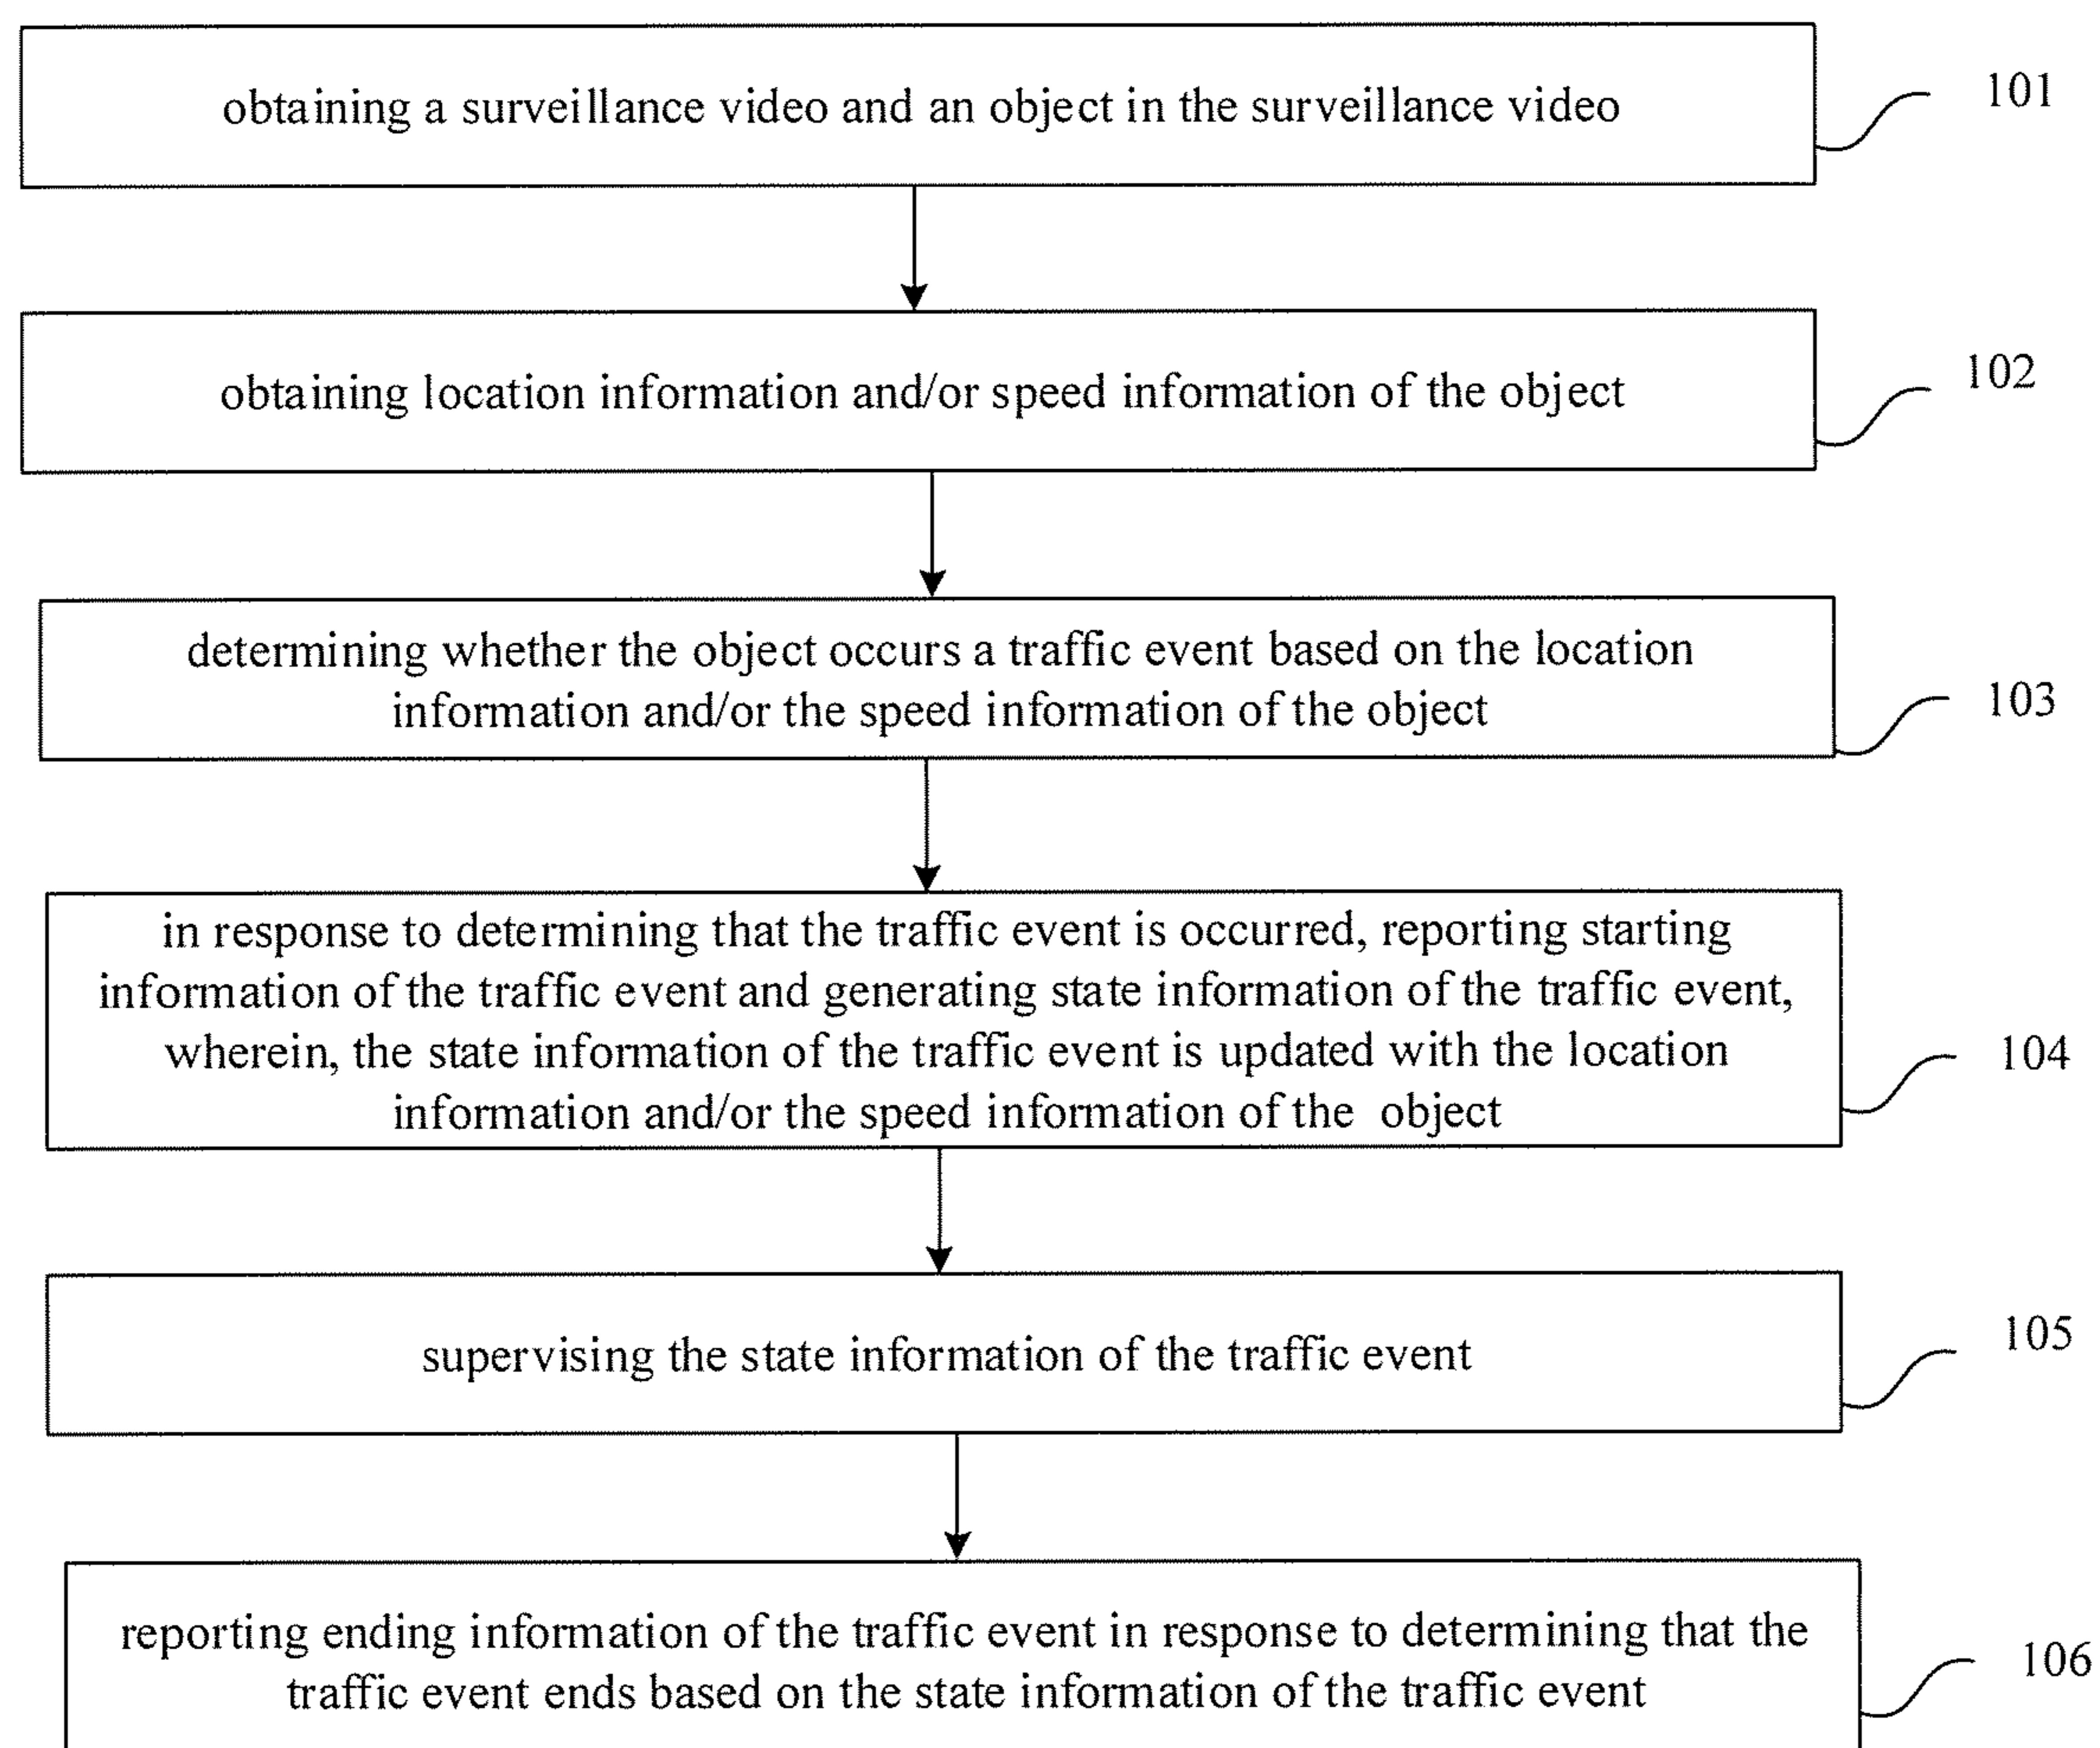 obtaining a surveillance video and an object in the surveillance video
101
obtaining location information and/or speed information of the object
102
determining whether the object occurs a traffic event based on the location
information and/or the speed information of the object
103
in response to determining that the traffic event is occurred, reporting starting
information of the traffic event and generating state information of the traffic event,
wherein, the state information of the traffic event is updated with the location
information and/or the speed information of the object
104
supervising the state information of the traffic event
105
reporting ending information of the traffic event in response to determining that the
traffic event ends based on the state information of the traffic event
106